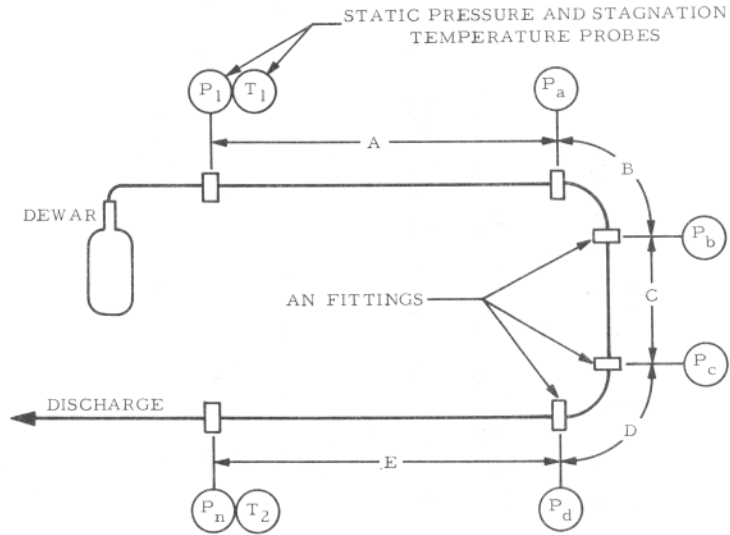 STATIC PRESSURE AND STAGNATION
TEMPERATURE PROBES
P1 T1
Pa
A
B
DEWAR
Pb
AN FITTINGS
C
Pc
DISCHARGE
D
E
Pn T2
Pd